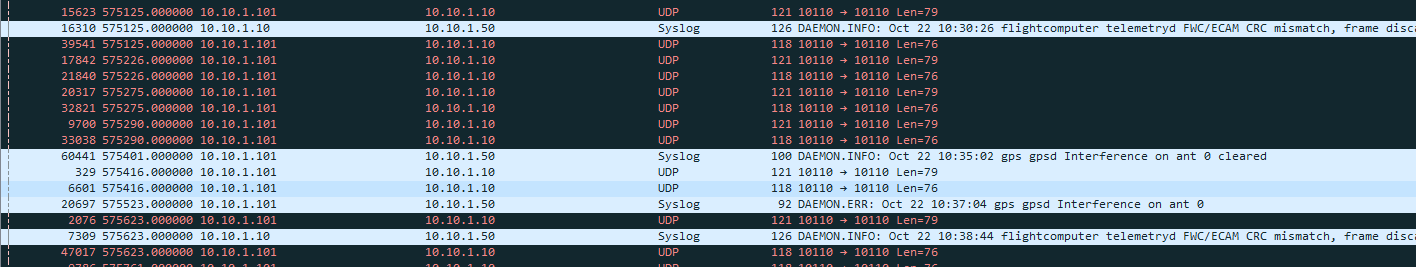 15623 575125.000000 10.10.1.101 10.10.1.10 UDP 121 10110 → 10110 Len=79
16310 575125.000000 10.10.1.10 10.10.1.50 Syslog 126 DAEMON.INFO: Oct 22 10:30:26 flightcomputer telemetryd FWC/ECAM CRC mismatch, frame disca
39541 575125.000000 10.10.1.101 10.10.1.10 UDP 118 10110 → 10110 Len=76
17842 575226.000000 10.10.1.101 10.10.1.10 UDP 121 10110 → 10110 Len=79
21840 575226.000000 10.10.1.101 10.10.1.10 UDP 118 10110 → 10110 Len=76
20317 575275.000000 10.10.1.101 10.10.1.10 UDP 121 10110 → 10110 Len=79
32821 575275.000000 10.10.1.101 10.10.1.10 UDP 118 10110 → 10110 Len=76
9700 575290.000000 10.10.1.101 10.10.1.10 UDP 121 10110 → 10110 Len=79
33038 575290.000000 10.10.1.101 10.10.1.10 UDP 118 10110 → 10110 Len=76
60441 575401.000000 10.10.1.101 10.10.1.50 Syslog 100 DAEMON.INFO: Oct 22 10:35:02 gps gpsd Interference on ant 0 cleared
329 575416.000000 10.10.1.101 10.10.1.10 UDP 121 10110 → 10110 Len=79
6601 575416.000000 10.10.1.101 10.10.1.10 UDP 118 10110 → 10110 Len=76
20697 575523.000000 10.10.1.101 10.10.1.50 Syslog 92 DAEMON.ERR: Oct 22 10:37:04 gps gpsd Interference on ant 0
2076 575623.000000 10.10.1.101 10.10.1.10 UDP 121 10110 → 10110 Len=79
7309 575623.000000 10.10.1.10 10.10.1.50 Syslog 126 DAEMON.INFO: Oct 22 10:38:44 flightcomputer telemetryd FWC/ECAM CRC mismatch, frame disca
47017 575623.000000 10.10.1.101 10.10.1.10 UDP 118 10110 → 10110 Len=76